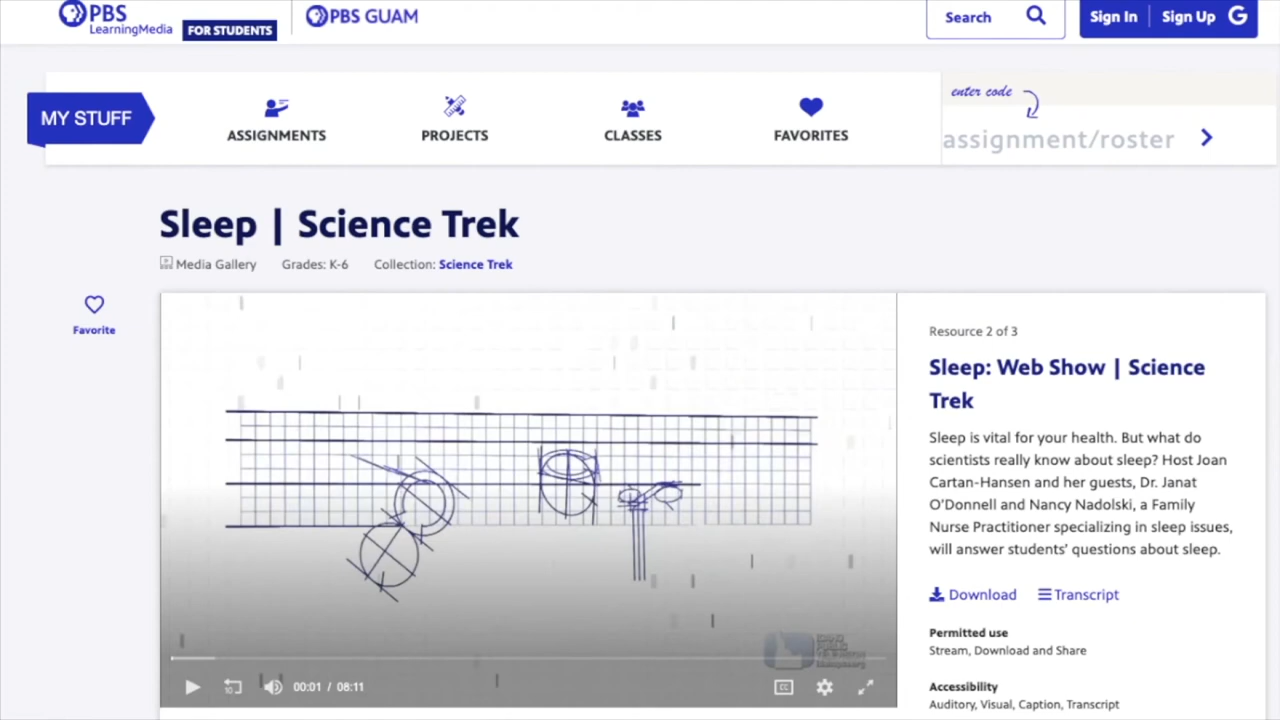 PBS LearningMedia FOR STUDENTS
PBS GUAM
Search
Sign In
Sign Up
MY STUFF
ASSIGNMENTS
PROJECTS
CLASSES
FAVORITES
enter code
assignment/roster
Sleep | Science Trek
Media Gallery
Grades: K-6
Collection: Science Trek
Favorite
Resource 2 of 3
Sleep: Web Show | Science
Trek
Sleep is vital for your health. But what do
scientists really know about sleep? Host Joan
Cartan-Hansen and her guests, Dr. Janat
O’Donnell and Nancy Nadolski, a Family
Nurse Practitioner specializing in sleep issues,
will answer students’ questions about sleep.
Download
Transcript
Permitted use
Stream, Download and Share
Accessibility
Auditory, Visual, Caption, Transcript
10
00:01 / 08:11
CC